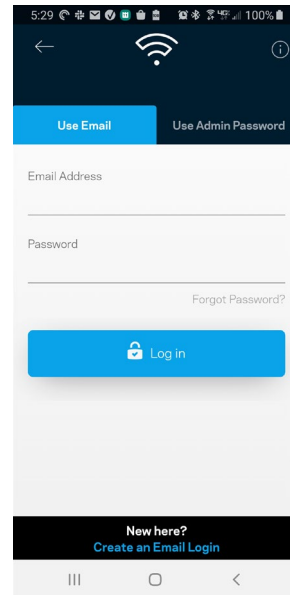 5:29 100%
Use Email Use Admin Password
Email Address
Password
Forgot Password?
Log in
New here?
Create an Email Login